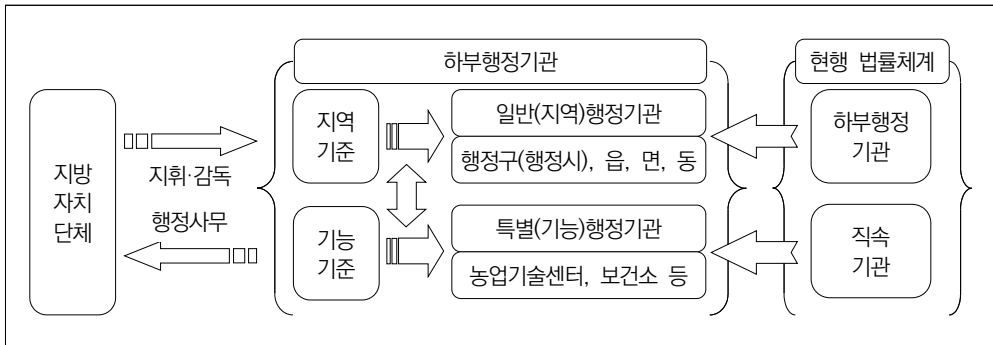 하부행정기관
현행 법률체계
지방
자치
단체
지휘·감독
행정사무
지역
기준
일반(지역)행정기관
행정구(행정시), 읍, 면, 동
기능
기준
특별(기능)행정기관
농업기술센터, 보건소 등
하부행정
기관
직속
기관